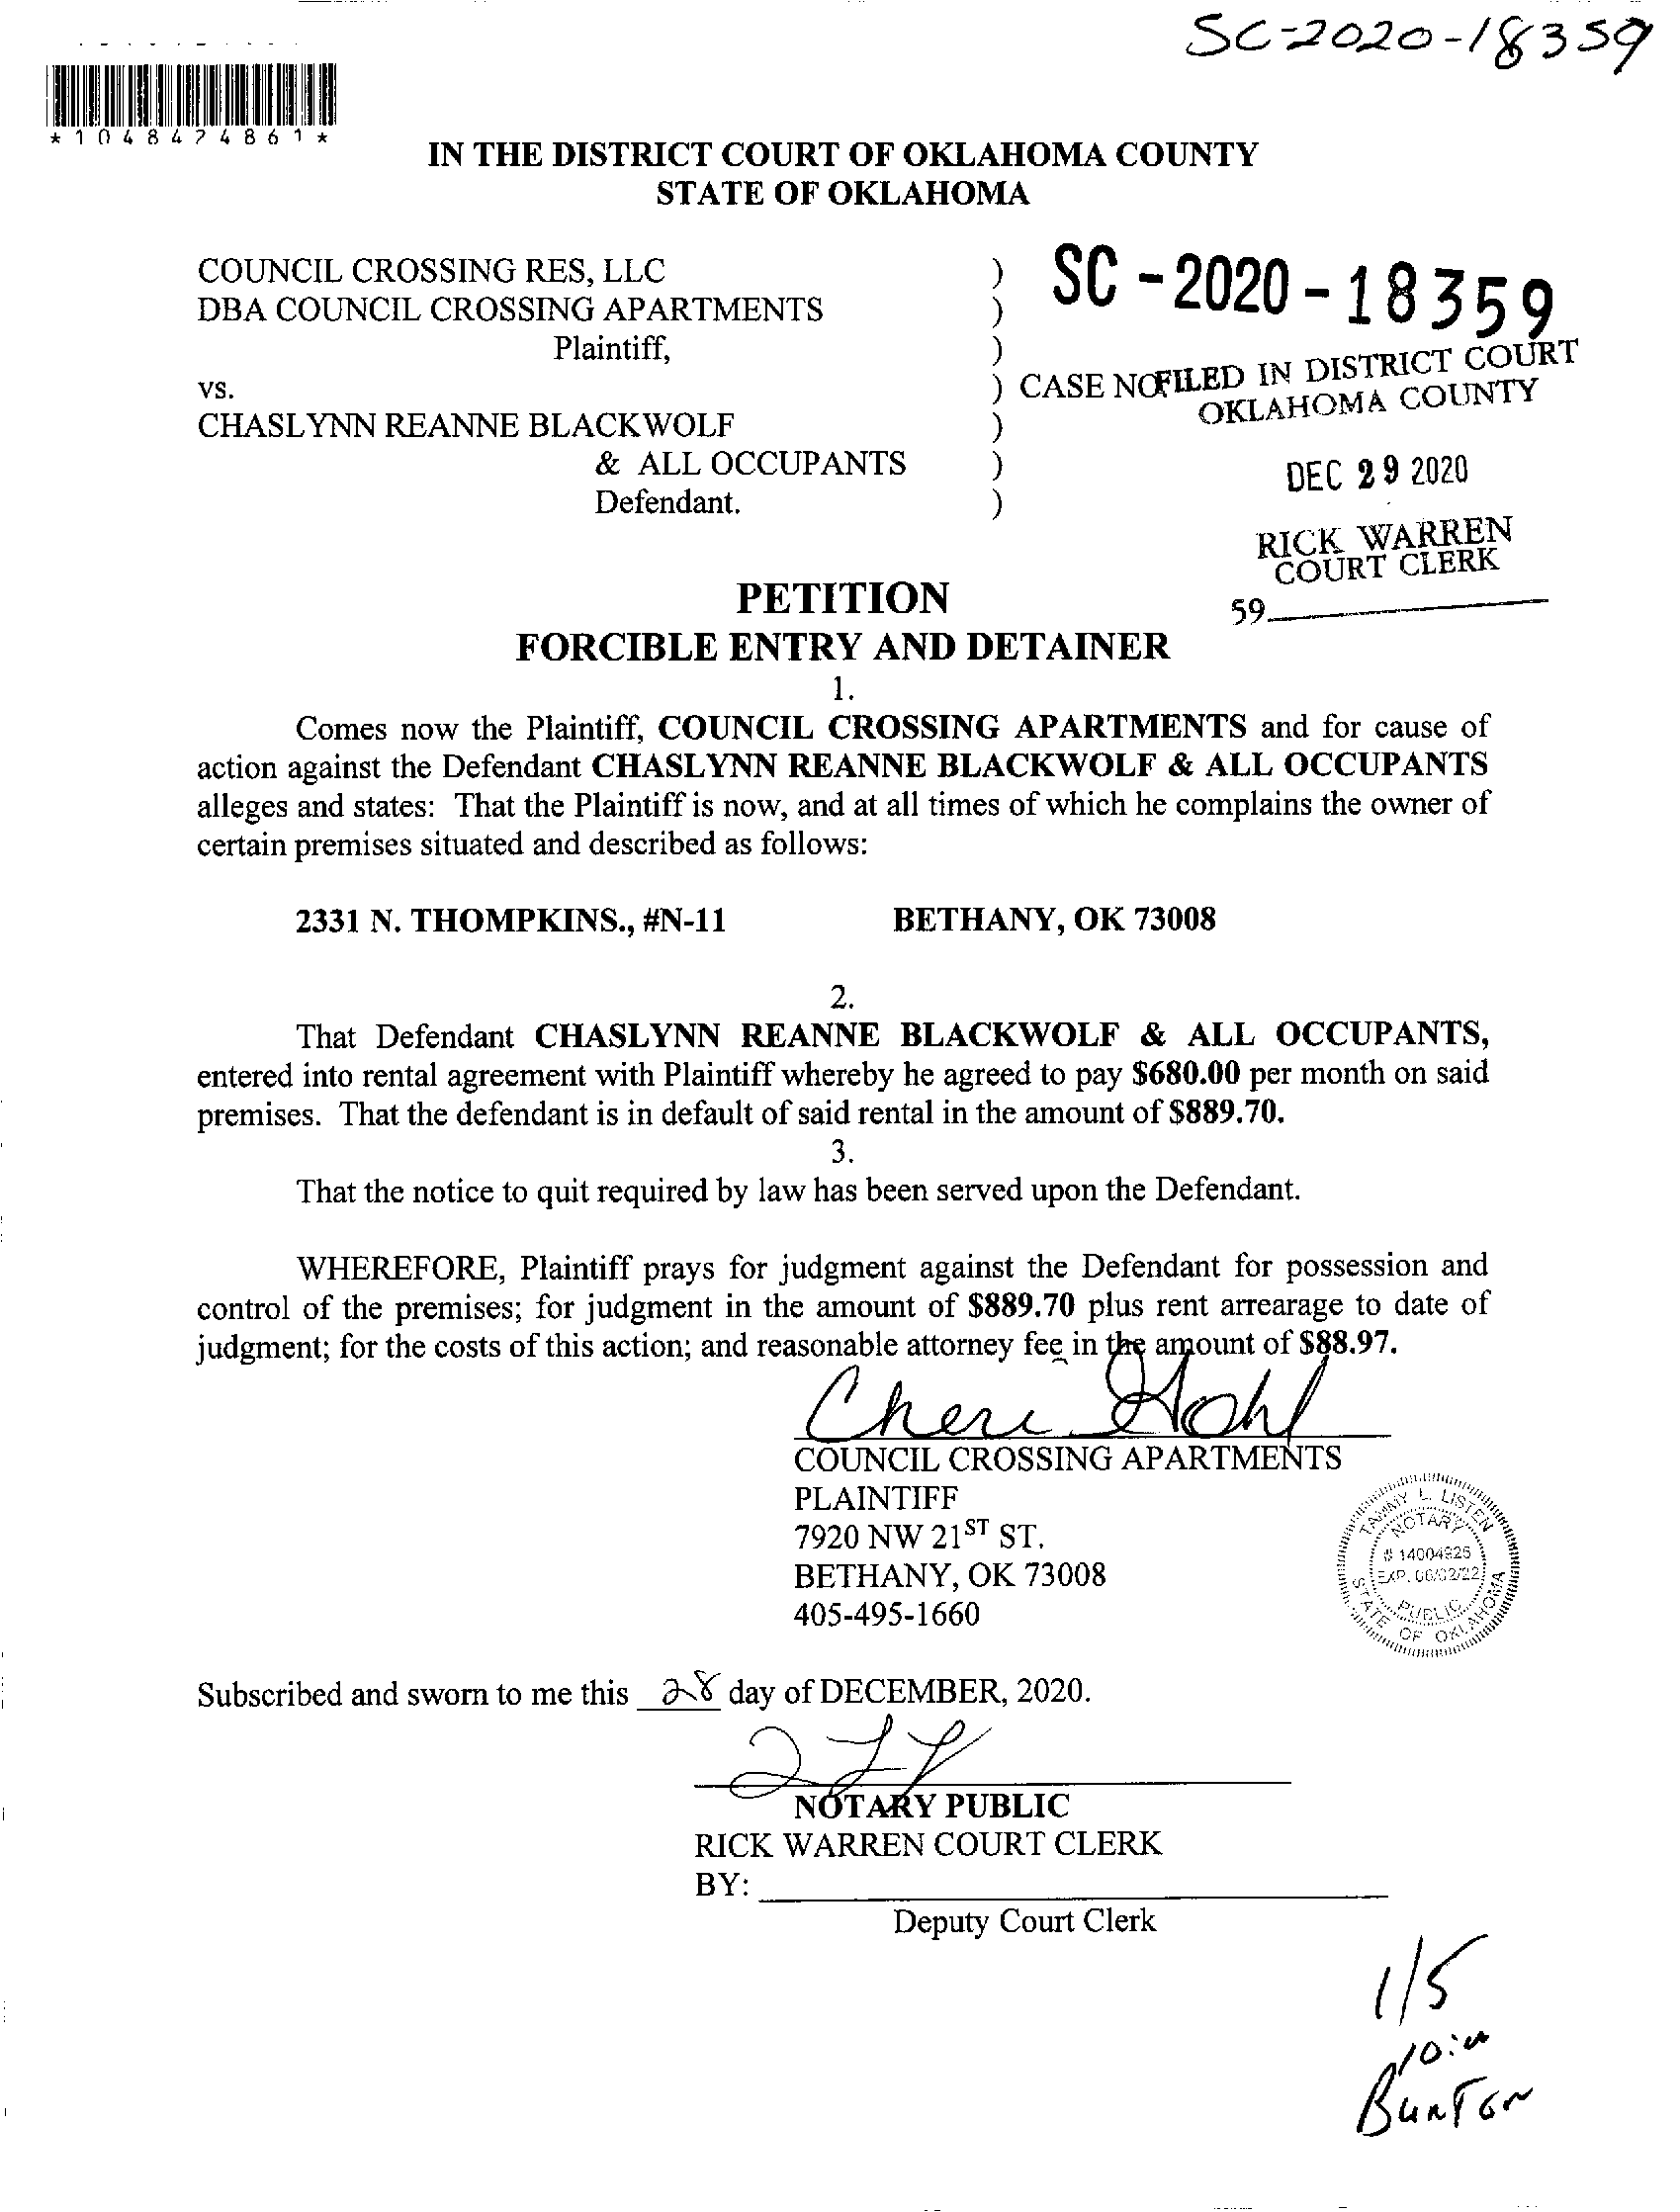 SC-2020-18359
*1048474861*
IN THE DISTRICT COURT OF OKLAHOMA COUNTY
STATE OF OKLAHOMA
COUNCIL CROSSING RES, LLC )
DBA COUNCIL CROSSING APARTMENTS )
Plaintiff, )
vs. ) CASE NO
CHASLYNN REANNE BLACKWOLF )
& ALL OCCUPANTS )
Defendant. )
SC - 2020 - 18359
FILED IN DISTRICT COURT
OKLAHOMA COUNTY
DEC 29 2020
RICK WARREN
COURT CLERK
59
PETITION
FORCIBLE ENTRY AND DETAINER
1.
Comes now the Plaintiff, COUNCIL CROSSING APARTMENTS and for cause of
action against the Defendant CHASLYNN REANNE BLACKWOLF & ALL OCCUPANTS
alleges and states: That the Plaintiff is now, and at all times of which he complains the owner of
certain premises situated and described as follows:
2331 N. THOMPKINS., #N-11 BETHANY, OK 73008
2.
That Defendant CHASLYNN REANNE BLACKWOLF & ALL OCCUPANTS,
entered into rental agreement with Plaintiff whereby he agreed to pay $680.00 per month on said
premises. That the defendant is in default of said rental in the amount of $889.70.
3.
That the notice to quit required by law has been served upon the Defendant.
WHEREFORE, Plaintiff prays for judgment against the Defendant for possession and
control of the premises; for judgment in the amount of $889.70 plus rent arrearage to date of
judgment; for the costs of this action; and reasonable attorney fee in the amount of $88.97.
Cheri Hohl
COUNCIL CROSSING APARTMENTS
PLAINTIFF
7920 NW 21ST ST.
BETHANY, OK 73008
405-495-1660
TAMMY L. LISTEN
NOTARY
EXP. 06/02/22
PUBLIC
STATE OF OKLAHOMA
Subscribed and sworn to me this 28 day of DECEMBER, 2020.
NOTARY PUBLIC
RICK WARREN COURT CLERK
BY:
Deputy Court Clerk
1/5
Bunton